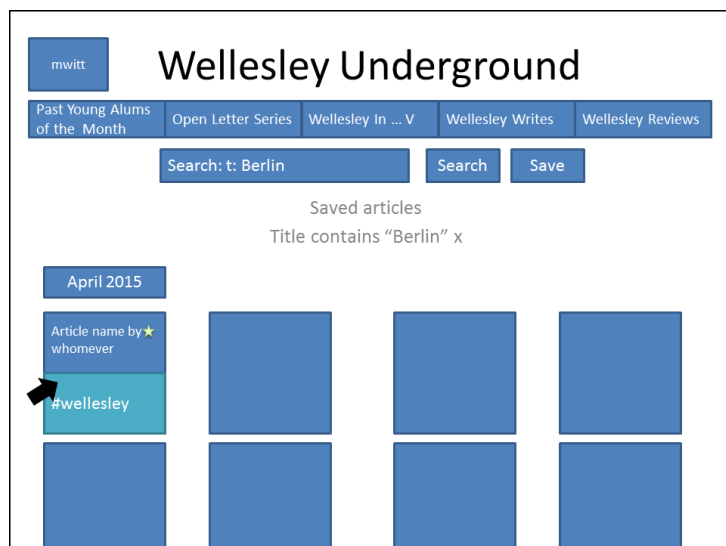 mwitt
Wellesley Underground
Past Young Alums
of the Month
Open Letter Series
Wellesley In ... V
Wellesley Writes
Wellesley Reviews
Search: t: Berlin
Search
Save
Saved articles
Title contains “Berlin” x
April 2015
Article name by
whomever
#wellesley